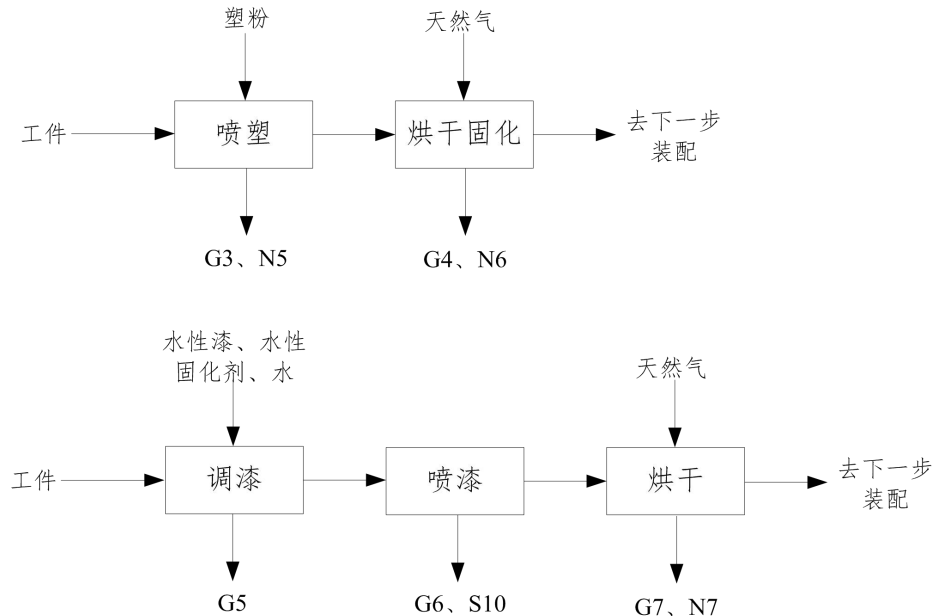 塑粉
天然气
工件
喷塑
烘干固化
去下一步
装配
G3、N5
G4、N6
水性漆、水性
固化剂、水
天然气
工件
调漆
喷漆
烘干
去下一步
装配
G5
G6、S10
G7、N7